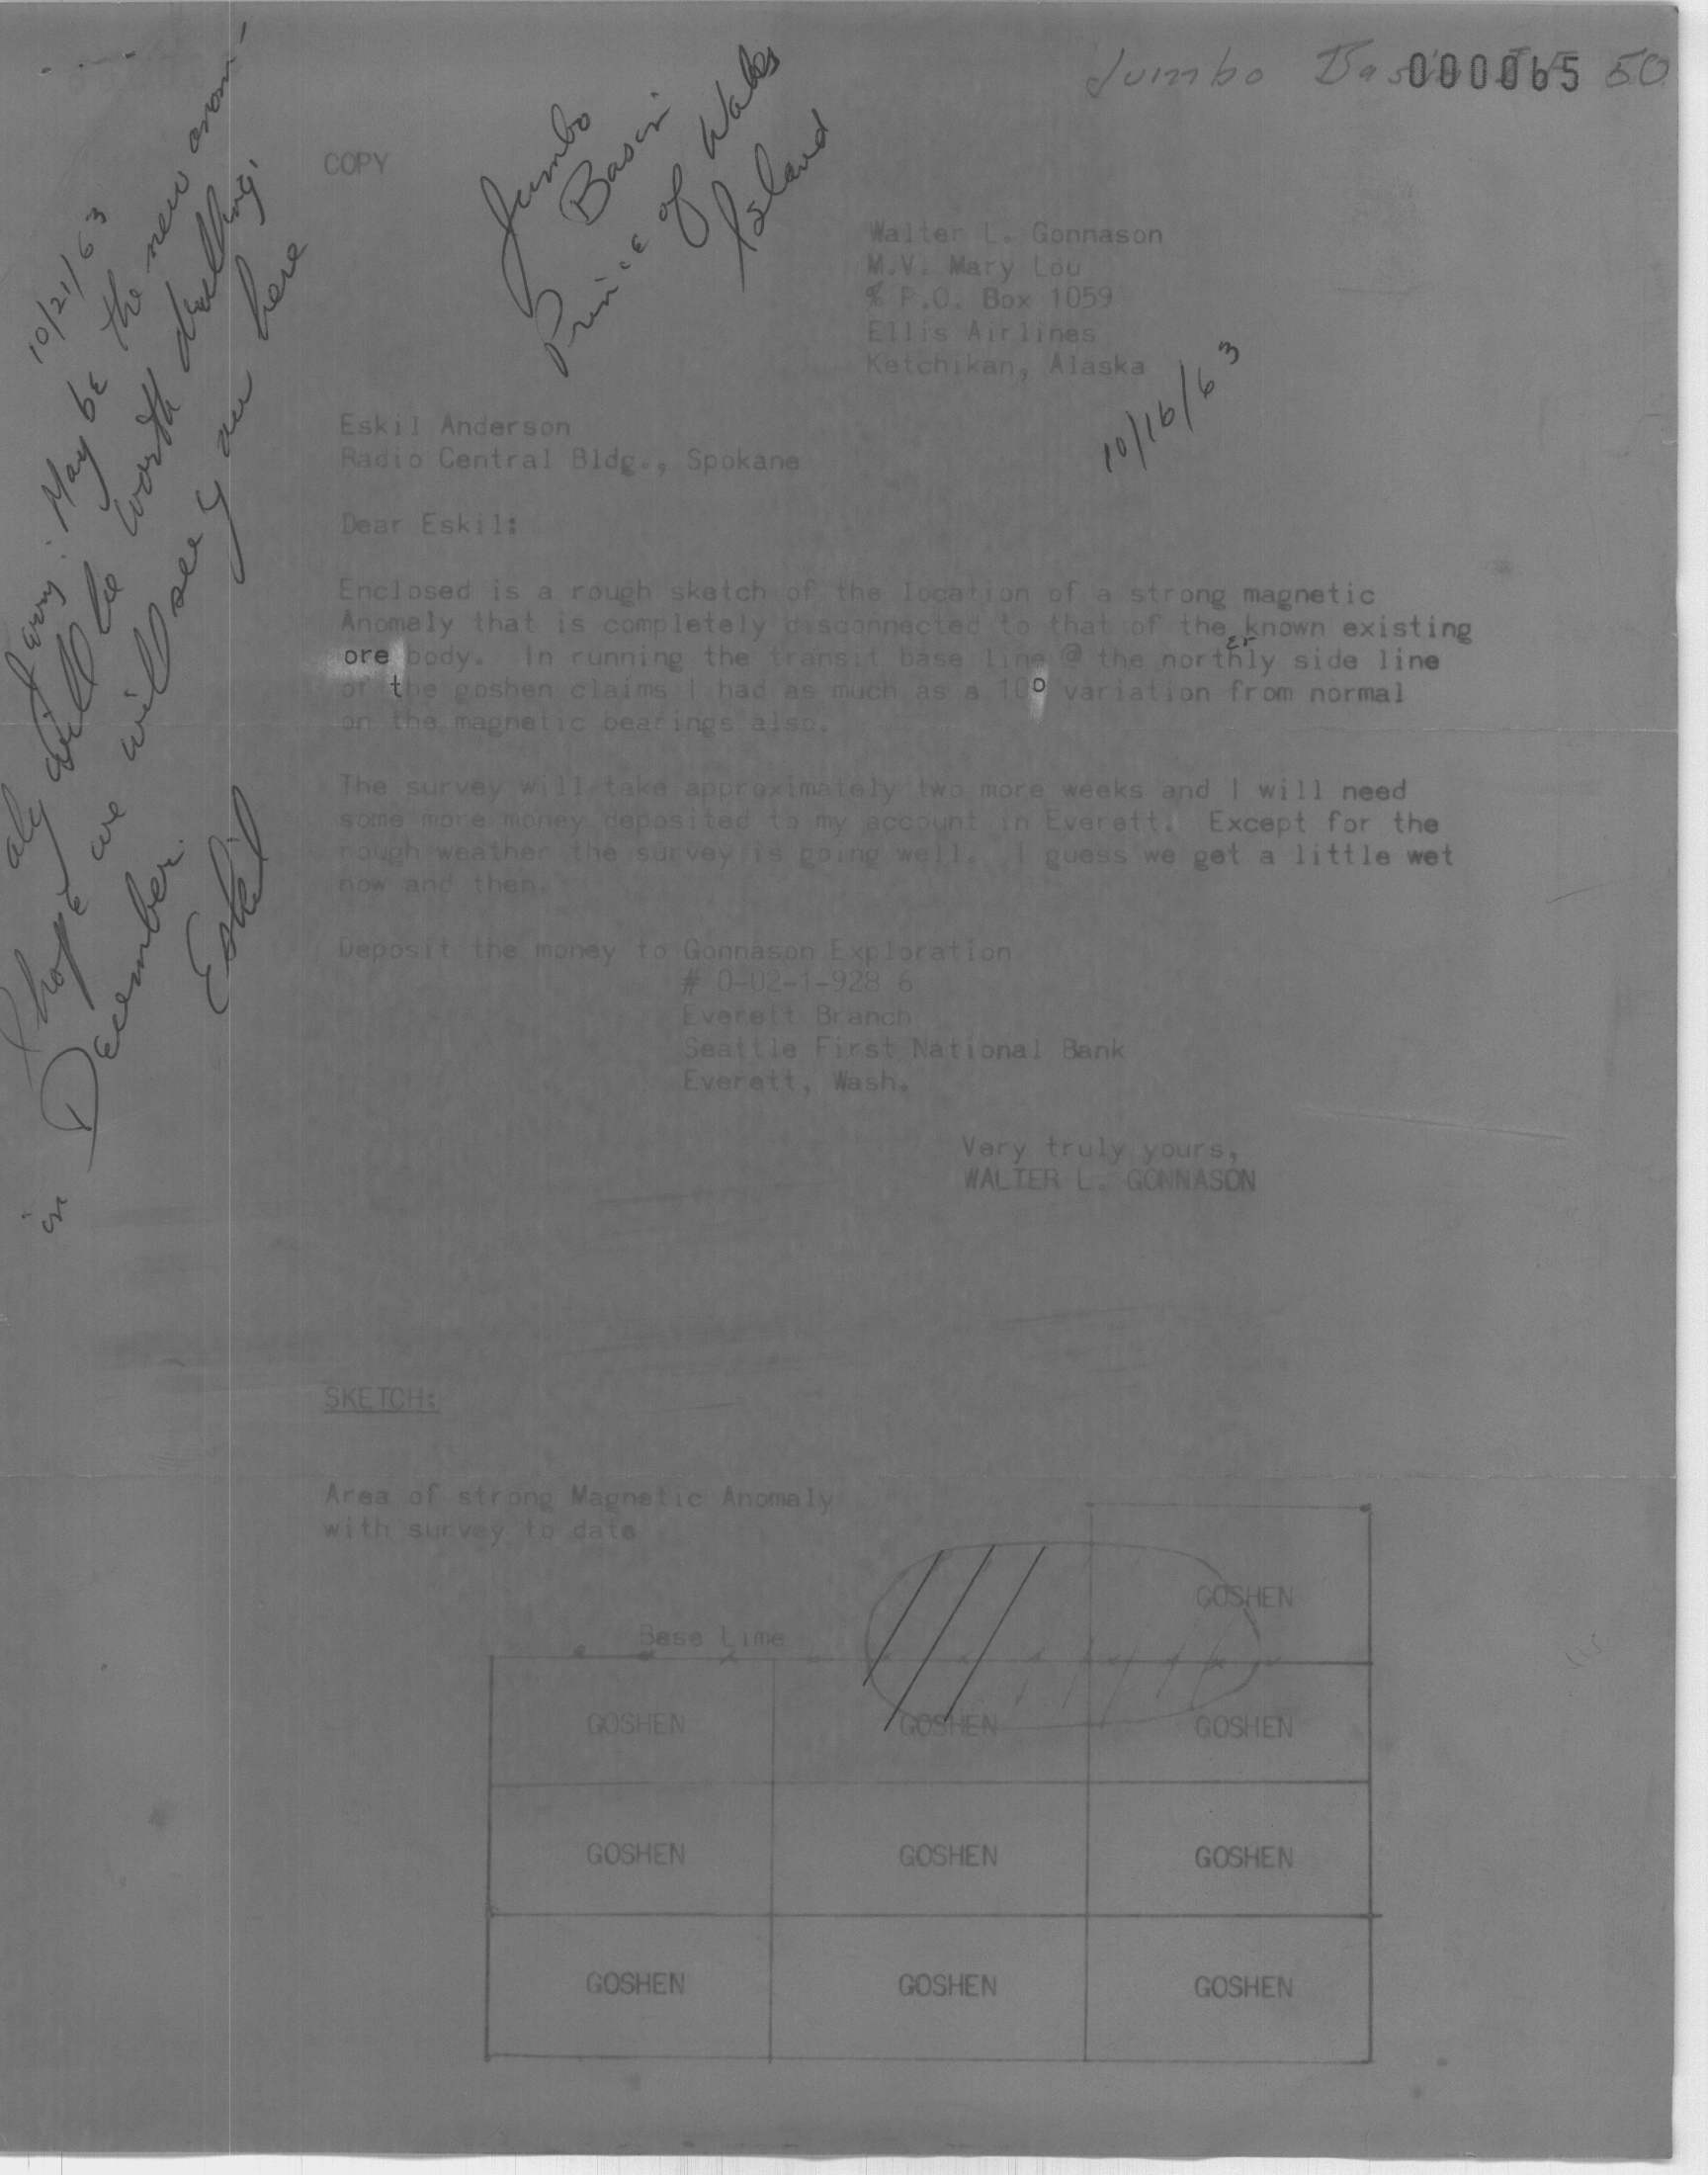 Jumbo 000065 50
COPY
Jumbo
Basin
Prince of Wales
Island
Walter L. Gonnason
M.V. Mary Lou
% P.O. Box 1059
Ellis Airlines
Ketchikan, Alaska
10/16/63
Eskil Anderson
Radio Central Bldg., Spokane
Dear Eskil:
Enclosed is a rough sketch of the location of a strong magnetic
Anomaly that is completely disconnected to that of the known existing
ore body. In running the transit base line @ the northerly side line
of the goshen claims I had as much as a 10° variation from normal
on the magnetic bearings also.
The survey will take approximately two more weeks and I will need
some more money deposited to my account in Everett. Except for the
rough weather the survey is going well. I guess we get a little wet
now and then.
Deposit the money to Gonnason Exploration
# 0-02-1-928 6
Everett Branch
Seattle First National Bank
Everett, Wash.
Very truly yours,
WALTER L. GONNASON
10/21/63
Jerry: May be the new anom-
aly will be worth drilling.
I hope we will see you here
in December.
Eskil
SKETCH:
Area of strong Magnetic Anomaly
with survey to date
GOSHEN
Base Lime
GOSHEN GOSHEN GOSHEN
GOSHEN GOSHEN GOSHEN
GOSHEN GOSHEN GOSHEN